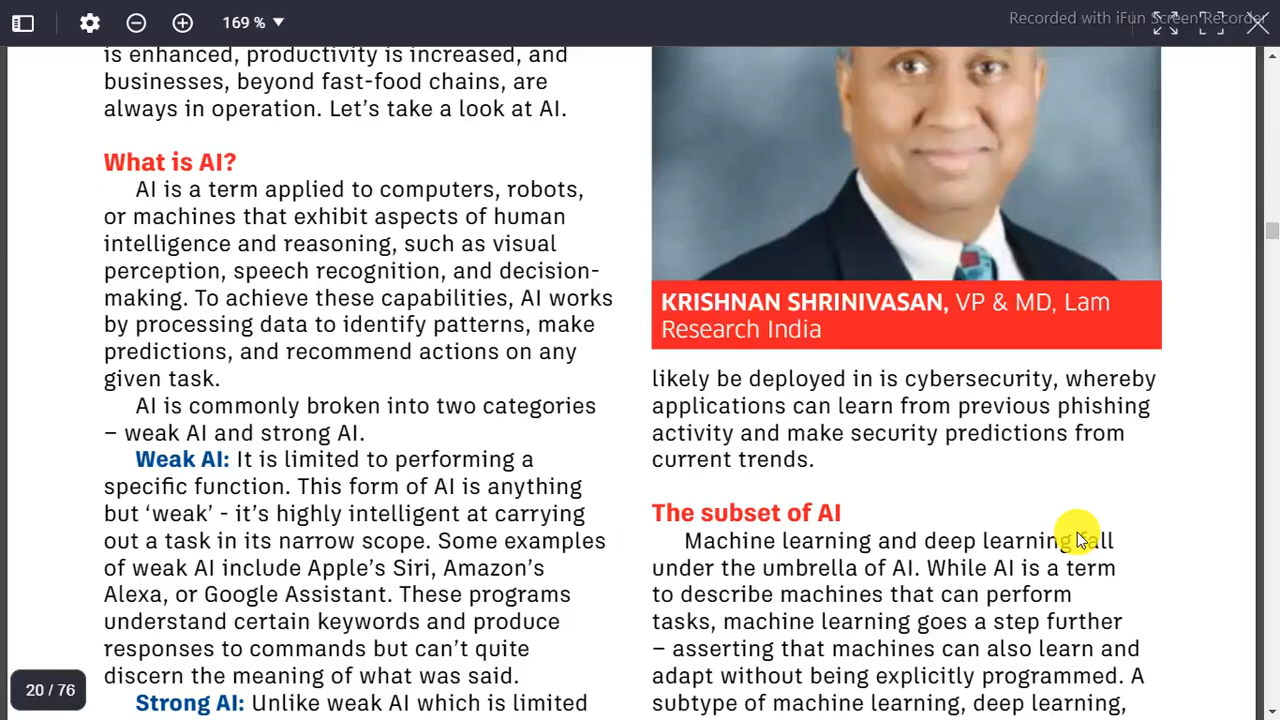 169 %
Recorded with iFun Screen Recorder
is enhanced, productivity is increased, and
businesses, beyond fast-food chains, are
always in operation. Let's take a look at AI.
What is AI?
AI is a term applied to computers, robots,
or machines that exhibit aspects of human
intelligence and reasoning, such as visual
perception, speech recognition, and decision-
making. To achieve these capabilities, AI works
by processing data to identify patterns, make
predictions, and recommend actions on any
given task.
AI is commonly broken into two categories
– weak AI and strong AI.
Weak AI: It is limited to performing a
specific function. This form of AI is anything
but ‘weak’ - it's highly intelligent at carrying
out a task in its narrow scope. Some examples
of weak AI include Apple's Siri, Amazon's
Alexa, or Google Assistant. These programs
understand certain keywords and produce
responses to commands but can't quite
discern the meaning of what was said.
Strong AI: Unlike weak AI which is limited
KRISHNAN SHRINIVASAN, VP & MD, Lam
Research India
likely be deployed in is cybersecurity, whereby
applications can learn from previous phishing
activity and make security predictions from
current trends.
The subset of AI
Machine learning and deep learning fall
under the umbrella of AI. While AI is a term
to describe machines that can perform
tasks, machine learning goes a step further
– asserting that machines can also learn and
adapt without being explicitly programmed. A
subtype of machine learning, deep learning,
20 / 76